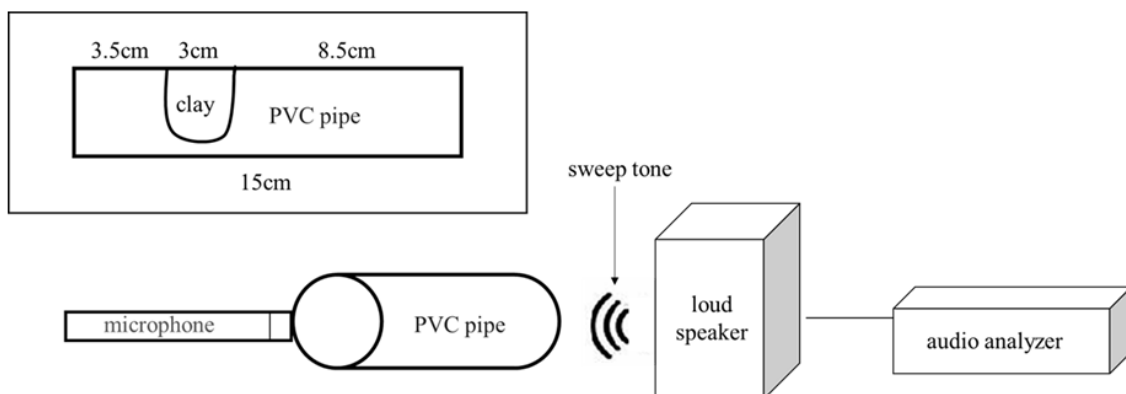 3.5cm 3cm 8.5cm
clay
PVC pipe
15cm
sweep tone
microphone
PVC pipe
loud
speaker
audio analyzer